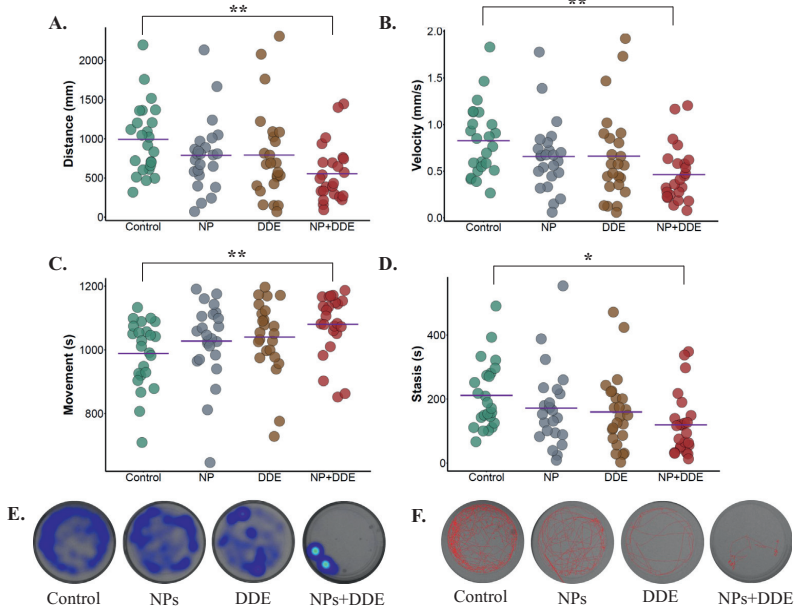 A.
**
Distance (mm)
2000
1500
1000
500
0
Control NP DDE NP+DDE
B.
**
Velocity (mm/s)
2.0
1.5
1.0
0.5
0.0
Control NP DDE NP+DDE
C.
**
Movement (s)
1200
1000
800
Control NP DDE NP+DDE
D.
*
Stasis (s)
400
200
0
Control NP DDE NP+DDE
E.
Control NPs DDE NPs+DDE
F.
Control NPs DDE NPs+DDE